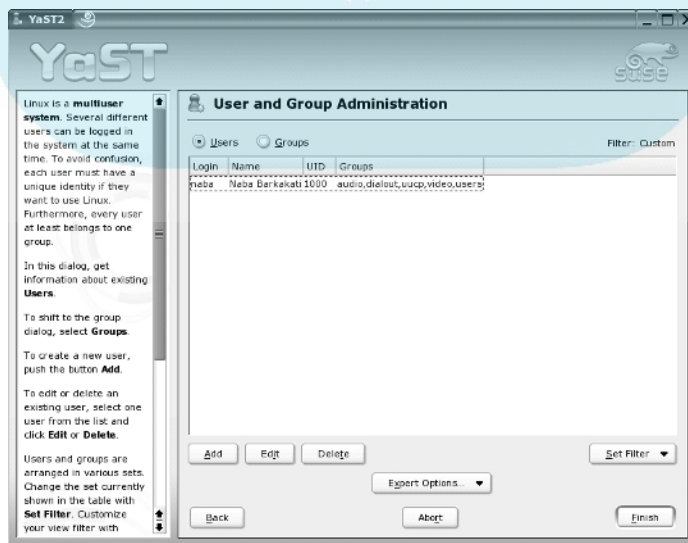 YaST2
YaST
SUSE
Linux is a multiuser
system. Several different
users can be logged in
the system at the same
time. To avoid confusion,
each user must have a
unique identity if they
want to use Linux.
Furthermore, every user
at least belongs to one
group.
In this dialog, get
information about existing
Users.
To shift to the group
dialog, select Groups.
To create a new user,
push the button Add.
To edit or delete an
existing user, select one
user from the list and
click Edit or Delete.
Users and groups are
arranged in various sets.
Change the set currently
shown in the table with
Set Filter. Customize
your view filter with
User and Group Administration
Users Groups Filter: Custom
Login Name UID Groups
naba Naba Barkakati 1000 audio,dialout,uucp,video,users
Add Edit Delete Set Filter
Expert Options...
Back Abort Finish